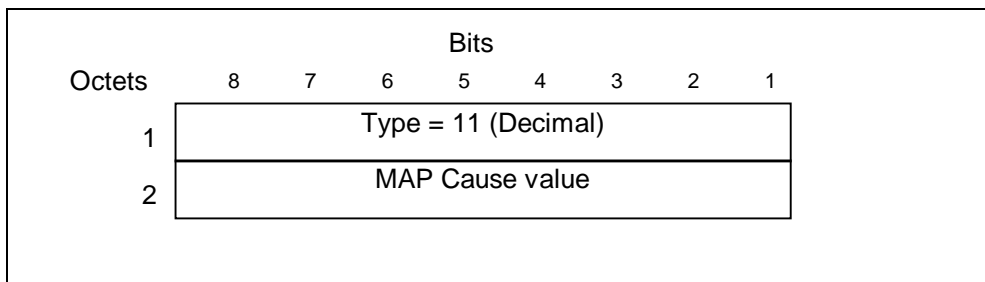 Bits
Octets 8 7 6 5 4 3 2 1
1 Type = 11 (Decimal)
2 MAP Cause value